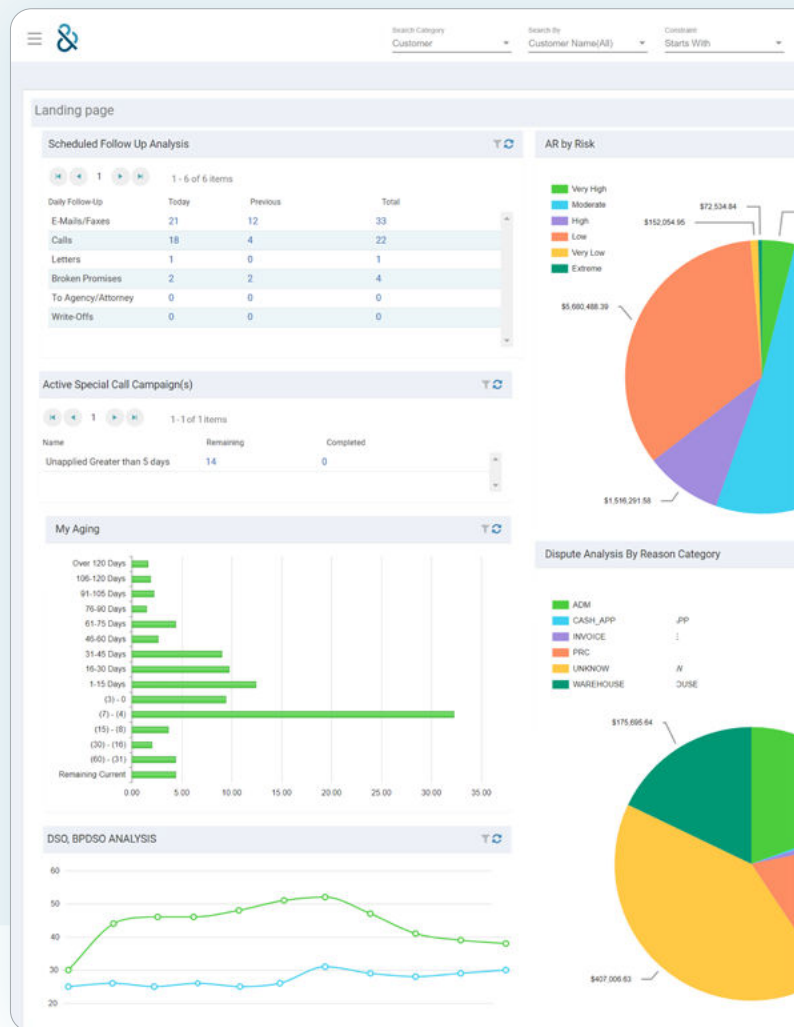 &
Search Category
Customer
Search By
Customer Name(All)
Constraint
Starts With
Landing page
Scheduled Follow Up Analysis
1
1 - 6 of 6 items
Daily Follow-Up Today Previous Total
E-Mails/Faxes 21 12 33
Calls 18 4 22
Letters 1 0 1
Broken Promises 2 2 4
To Agency/Attorney 0 0 0
Write-Offs 0 0 0
Active Special Call Campaign(s)
1
1-1 of 1 items
Name Remaining Completed
Unapplied Greater than 5 days 14 0
My Aging
Over 120 Days
106-120 Days
91-105 Days
76-90 Days
61-75 Days
46-60 Days
31-45 Days
16-30 Days
1-15 Days
(3) - 0
(7) - (4)
(15) - (8)
(30) - (16)
(60) - (31)
Remaining Current
0.00 5.00 10.00 15.00 20.00 25.00 30.00 35.00
DSO, BPDSO ANALYSIS
60
50
40
30
20
AR by Risk
Very High
Moderate
High
Low
Very Low
Extreme
$72,534.84
$152,054.95
$5,660,488.39
$1,516,291.58
Dispute Analysis By Reason Category
ADM
CASH_APP
INVOICE
PRC
UNKNOW
WAREHOUSE
$175,695.64
$407,006.63